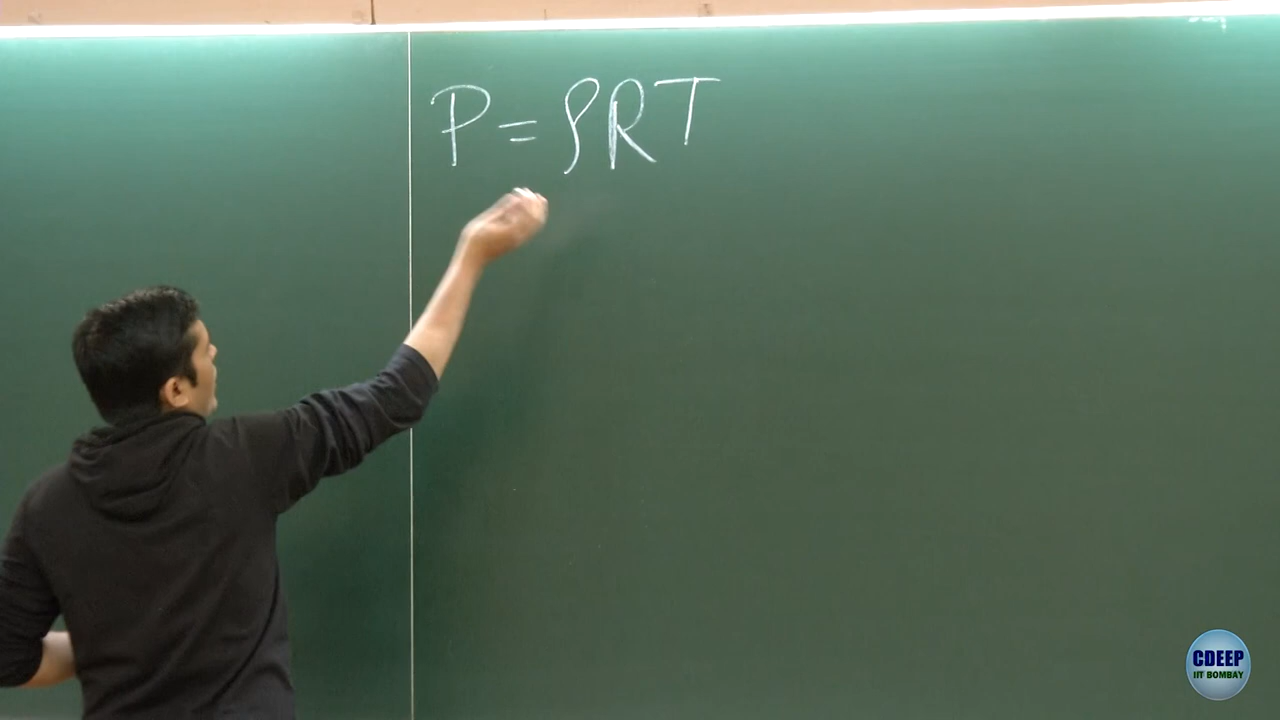 P = ρRT
CDEEP
IIT BOMBAY